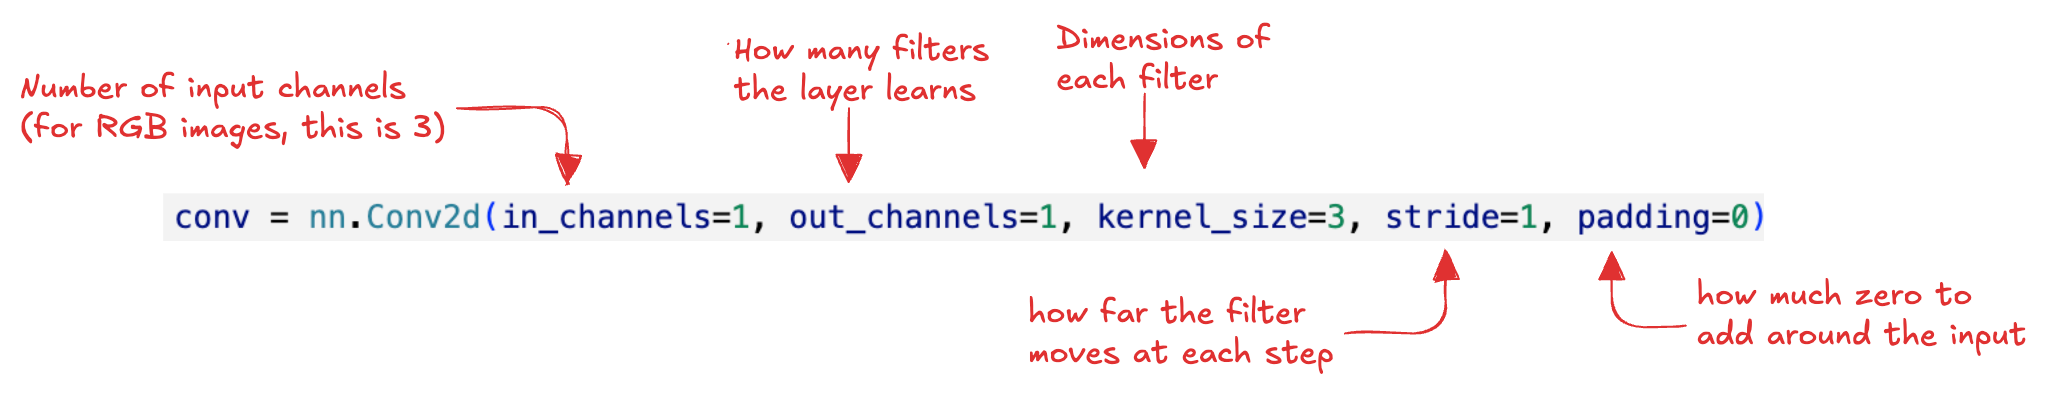 Number of input channels
(for RGB images, this is 3)
How many filters
the layer learns
Dimensions of
each filter
conv = nn.Conv2d(in_channels=1, out_channels=1, kernel_size=3, stride=1, padding=0)
how far the filter
moves at each step
how much zero to
add around the input